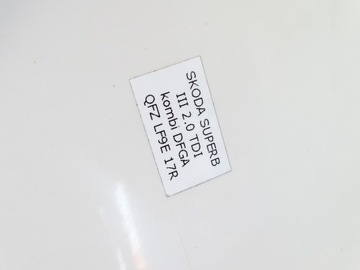 SKODA SUPERB
III 2.0 TDI
kombi DFGA
QFZ LF9E 17R